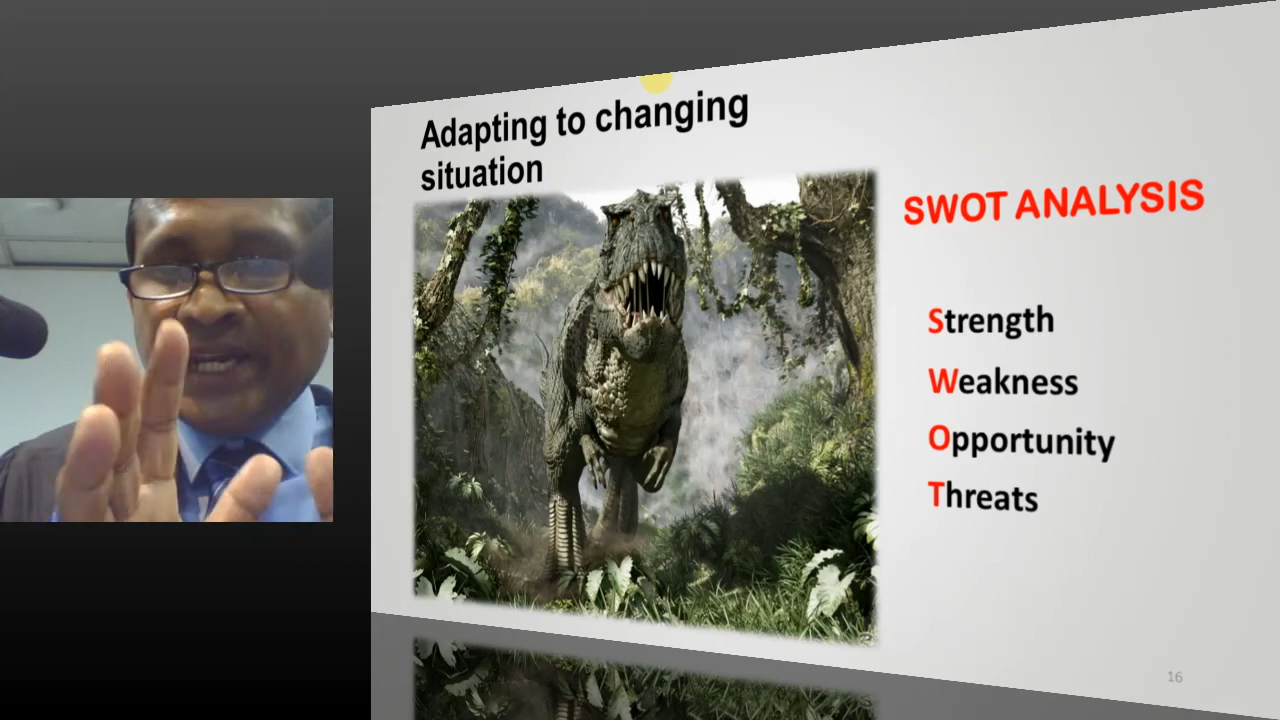 Adapting to changing
situation
SWOT ANALYSIS
Strength
Weakness
Opportunity
Threats
16